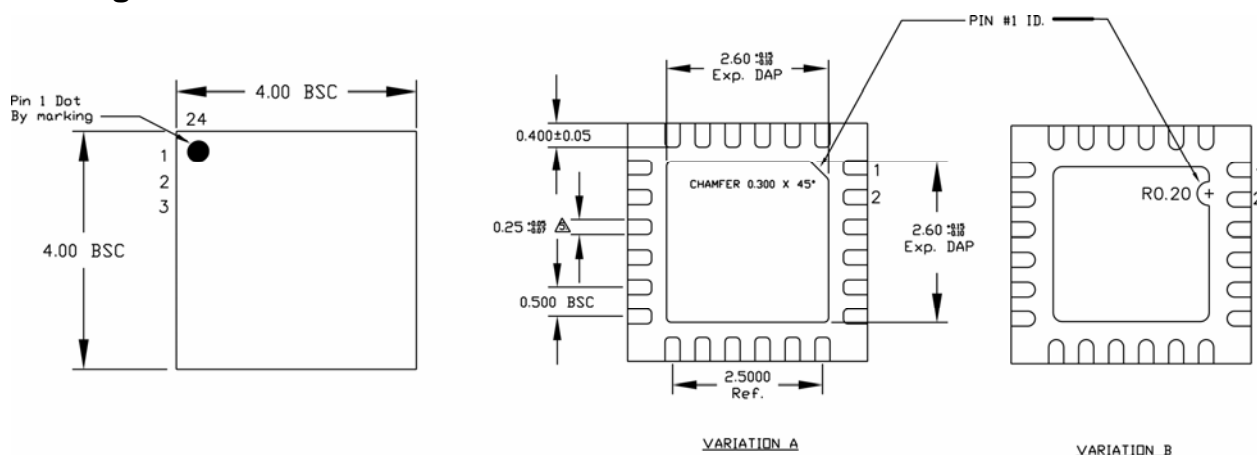 PIN #1 ID.
4.00 BSC
Pin 1 Dot
By marking
24
1
2
3
4.00 BSC
2.60
Exp. DAP
0.400±0.05
CHAMFER 0.300 X 45°
1
2
0.25
0.500 BSC
2.60
Exp. DAP
2.5000
Ref.
VARIATION A
R0.20
1
2
VARIATION B